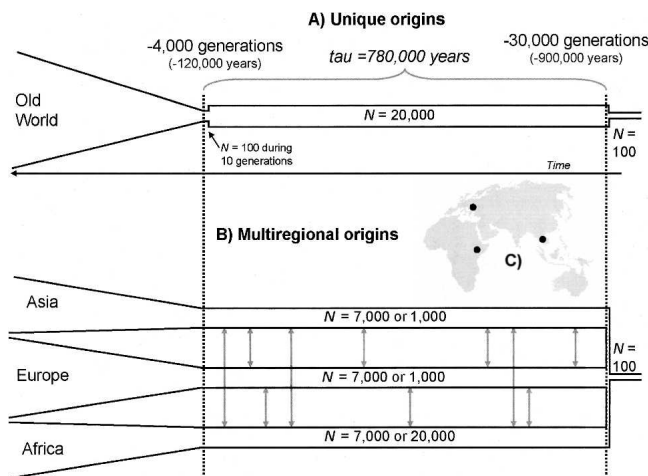 A) Unique origins
-4,000 generations
(-120,000 years)
tau =780,000 years
-30,000 generations
(-900,000 years)
Old
World
N = 20,000
N =
100
N = 100 during
10 generations
Time
B) Multiregional origins
C)
Asia
N = 7,000 or 1,000
N =
100
Europe
N = 7,000 or 1,000
Africa
N = 7,000 or 20,000